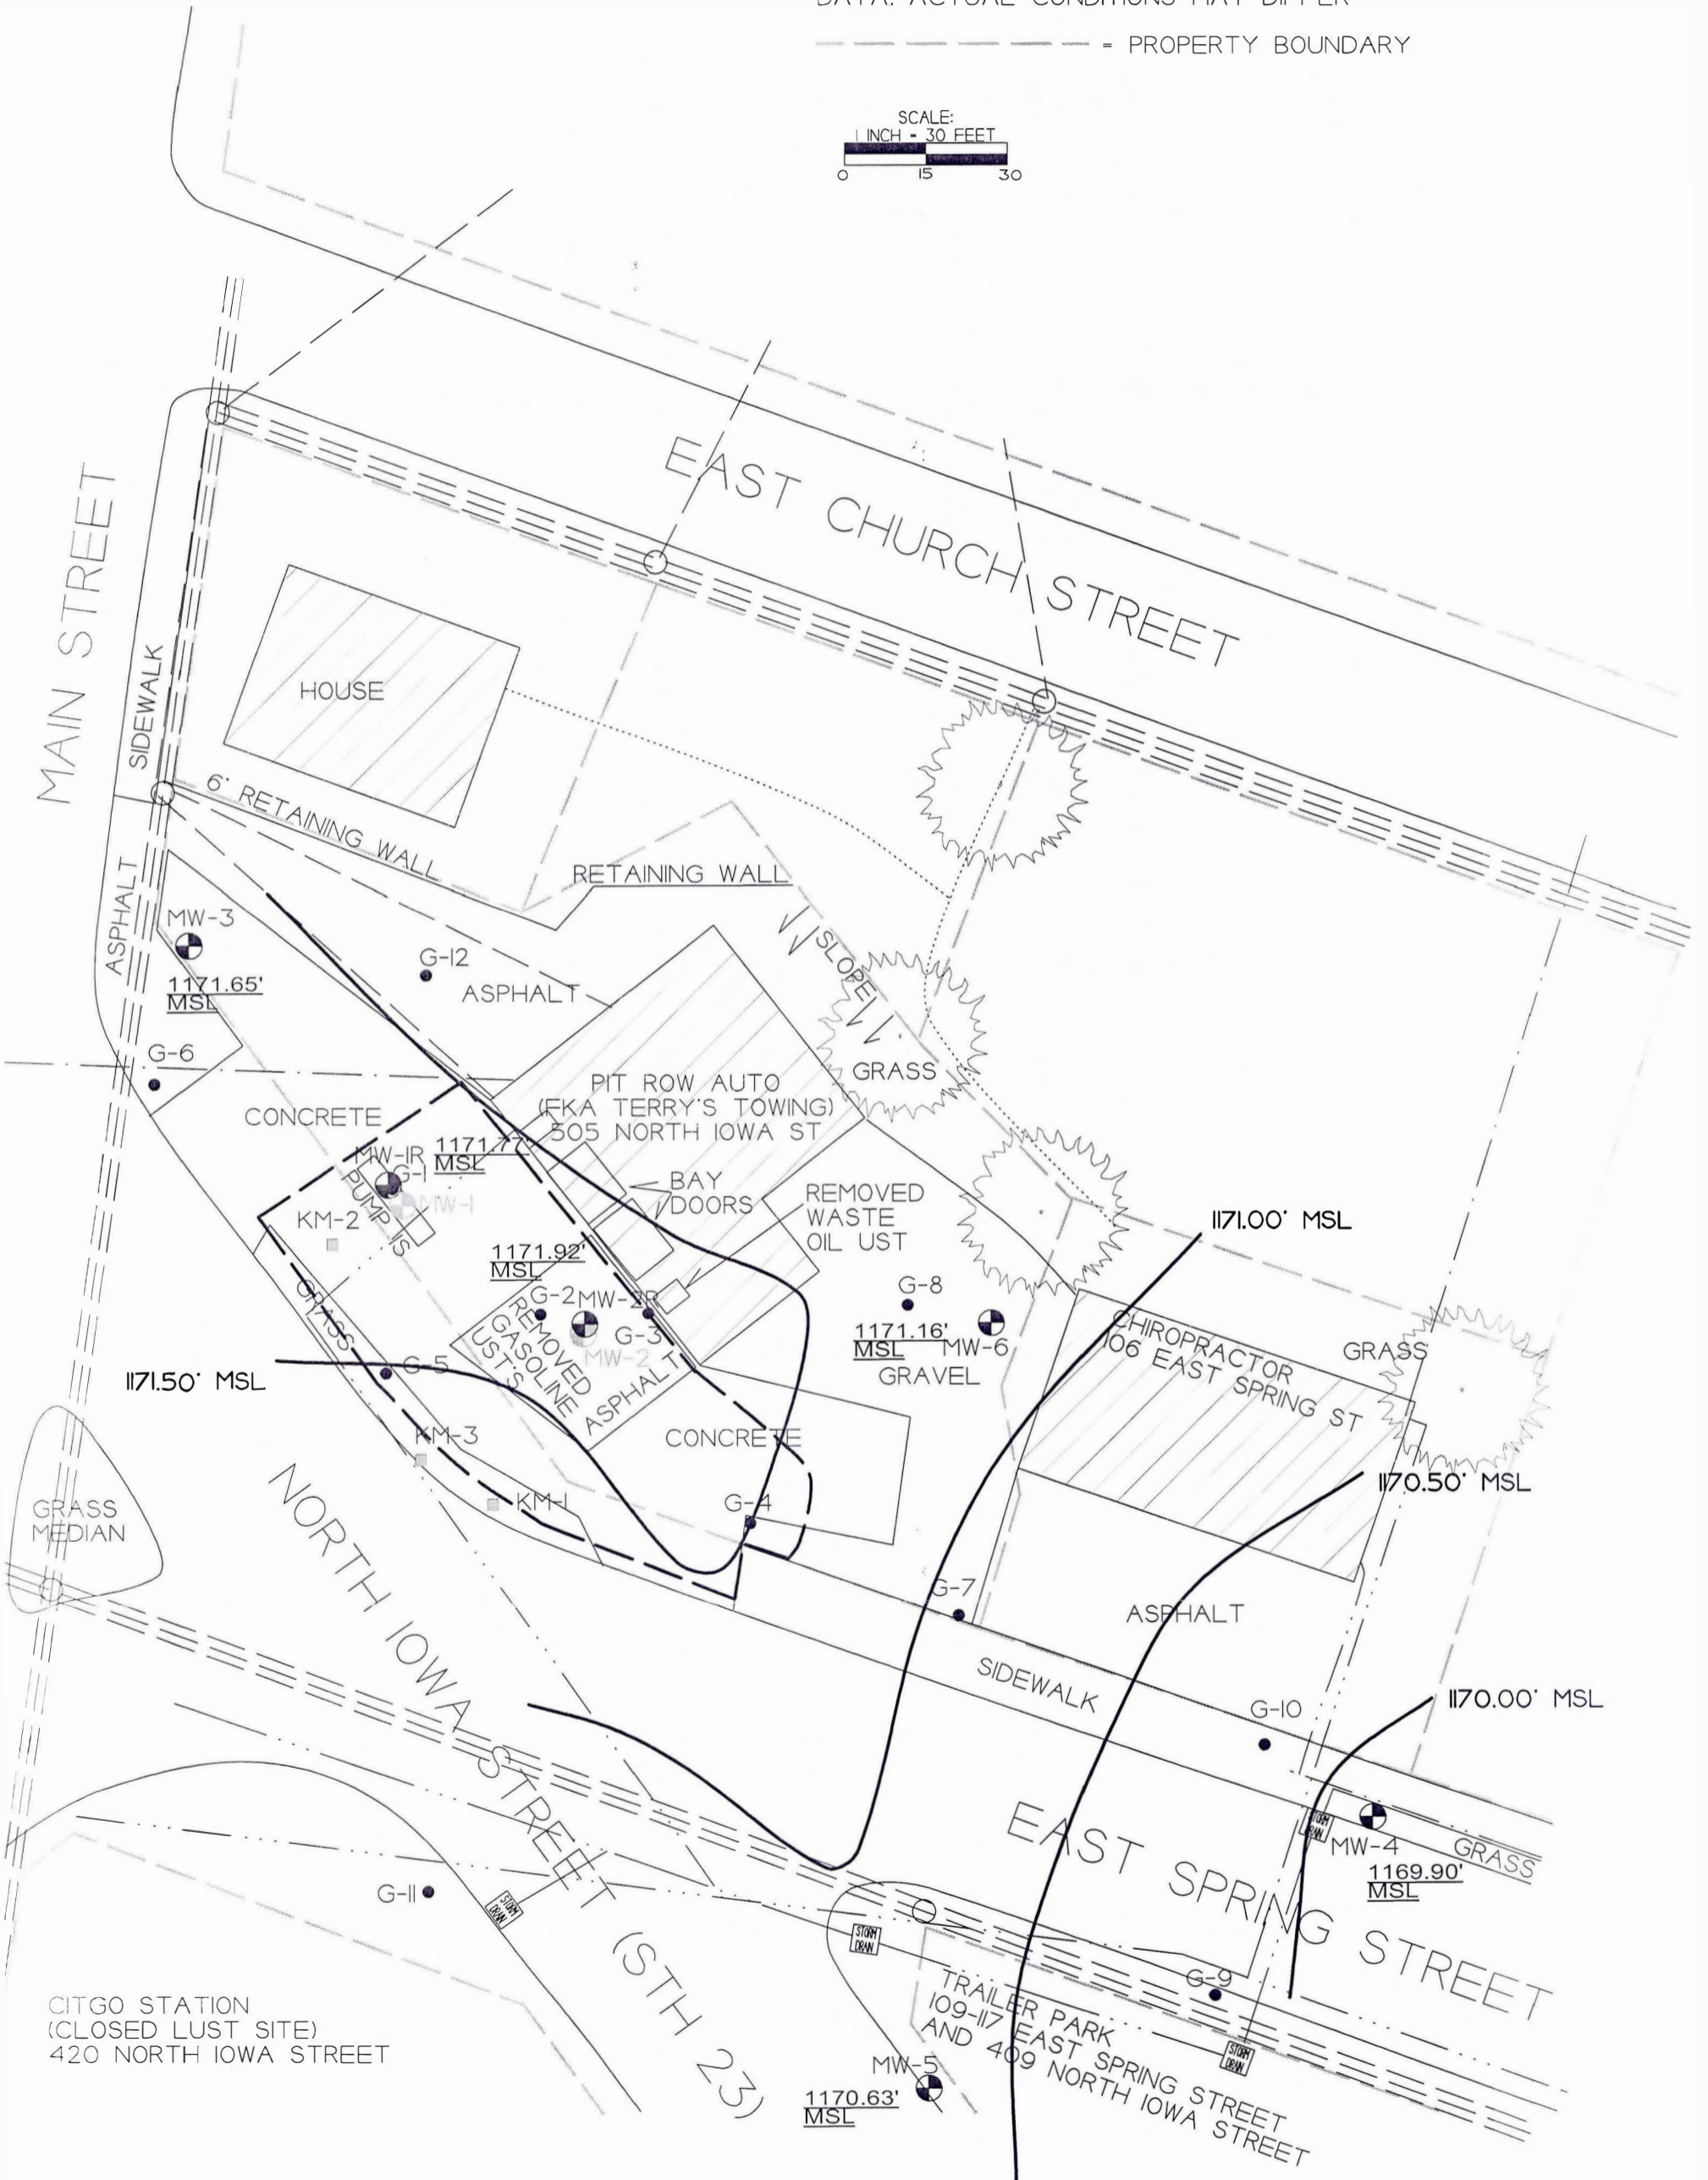 DATA. ACTUAL CONDITIONS MAY DIFFER
= PROPERTY BOUNDARY
SCALE:
1 INCH = 30 FEET
0 15 30
EAST CHURCH STREET
MAIN STREET
SIDEWALK
HOUSE
6' RETAINING WALL
RETAINING WALL
ASPHALT
MW-3
1171.65'
MSL
G-12
ASPHALT
SLOPE
GRASS
G-6
CONCRETE
PIT ROW AUTO
(FKA TERRY'S TOWING)
505 NORTH IOWA ST
MW-1R
1171.77'
MSL
G-1
MW-1
PUMP IS
KM-2
BAY
DOORS
REMOVED
WASTE
OIL UST
1171.00' MSL
1171.92'
MSL
G-2
MW-2R
G-3
MW-2
REMOVED
GASOLINE
UST'S
ASPHALT
GRASS
G-5
G-8
1171.16'
MSL
MW-6
GRAVEL
CHIROPRACTOR
106 EAST SPRING ST
GRASS
1171.50' MSL
KM-3
CONCRETE
KM-1
G-4
1170.50' MSL
GRASS
MEDIAN
G-7
ASPHALT
SIDEWALK
1170.00' MSL
G-10
NORTH IOWA STREET (STH 23)
EAST SPRING STREET
STORM
DRAIN
MW-4
1169.90'
MSL
GRASS
G-11
STORM
DRAIN
STORM
DRAIN
G-9
STORM
DRAIN
TRAILER PARK
109-117 EAST SPRING STREET
AND 409 NORTH IOWA STREET
CITGO STATION
(CLOSED LUST SITE)
420 NORTH IOWA STREET
MW-5
1170.63'
MSL